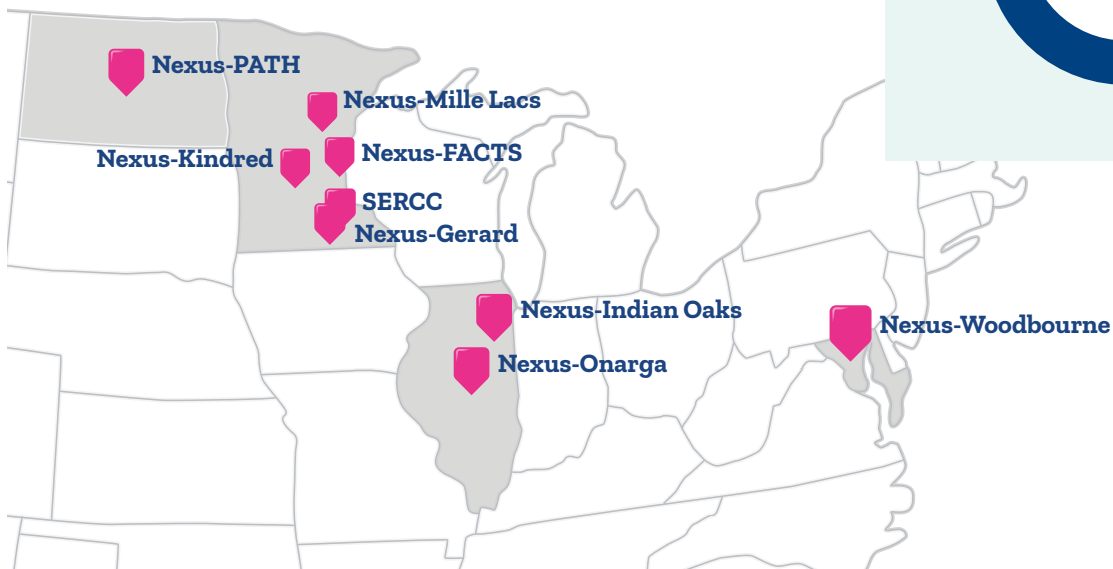 Nexus-PATH
Nexus-Mille Lacs
Nexus-Kindred
Nexus-FACTS
SERCC
Nexus-Gerard
Nexus-Indian Oaks
Nexus-Woodbourne
Nexus-Onarga